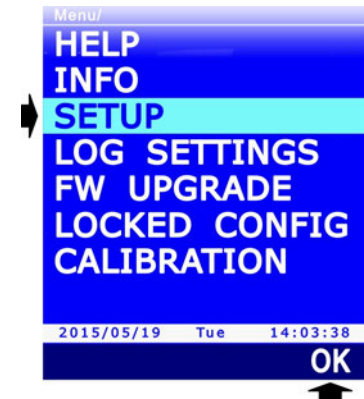 Menu/
HELP
INFO
SETUP
LOG SETTINGS
FW UPGRADE
LOCKED CONFIG
CALIBRATION
2015/05/19 Tue 14:03:38
OK